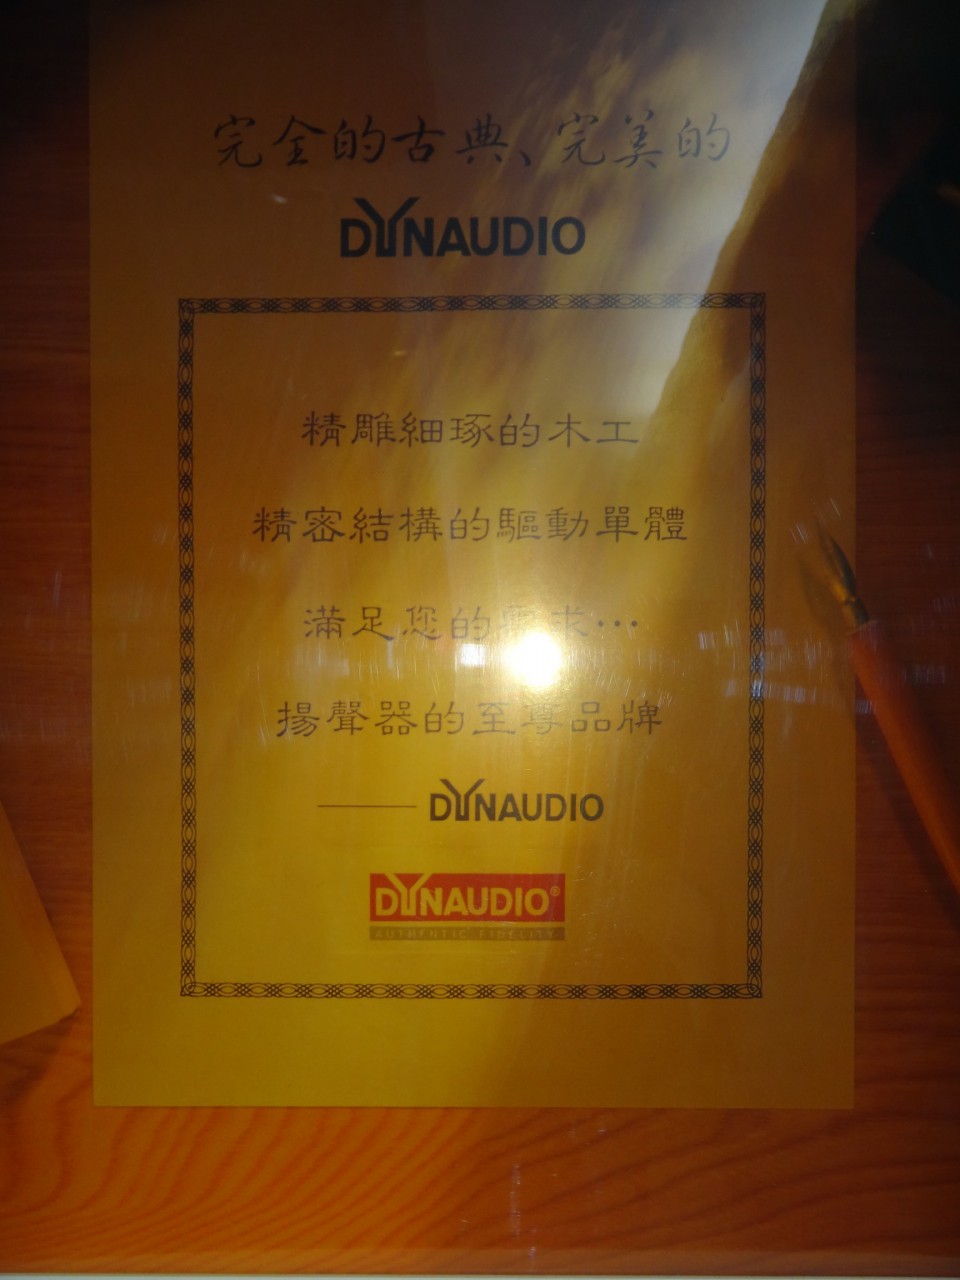 完全的古典、完美的
DYNAUDIO
精雕細琢的木工
精密結構的驅動單體
滿足您的需求…
揚聲器的至尊品牌
——DYNAUDIO
DYNAUDIO®
AUTHENTIC FIDELITY